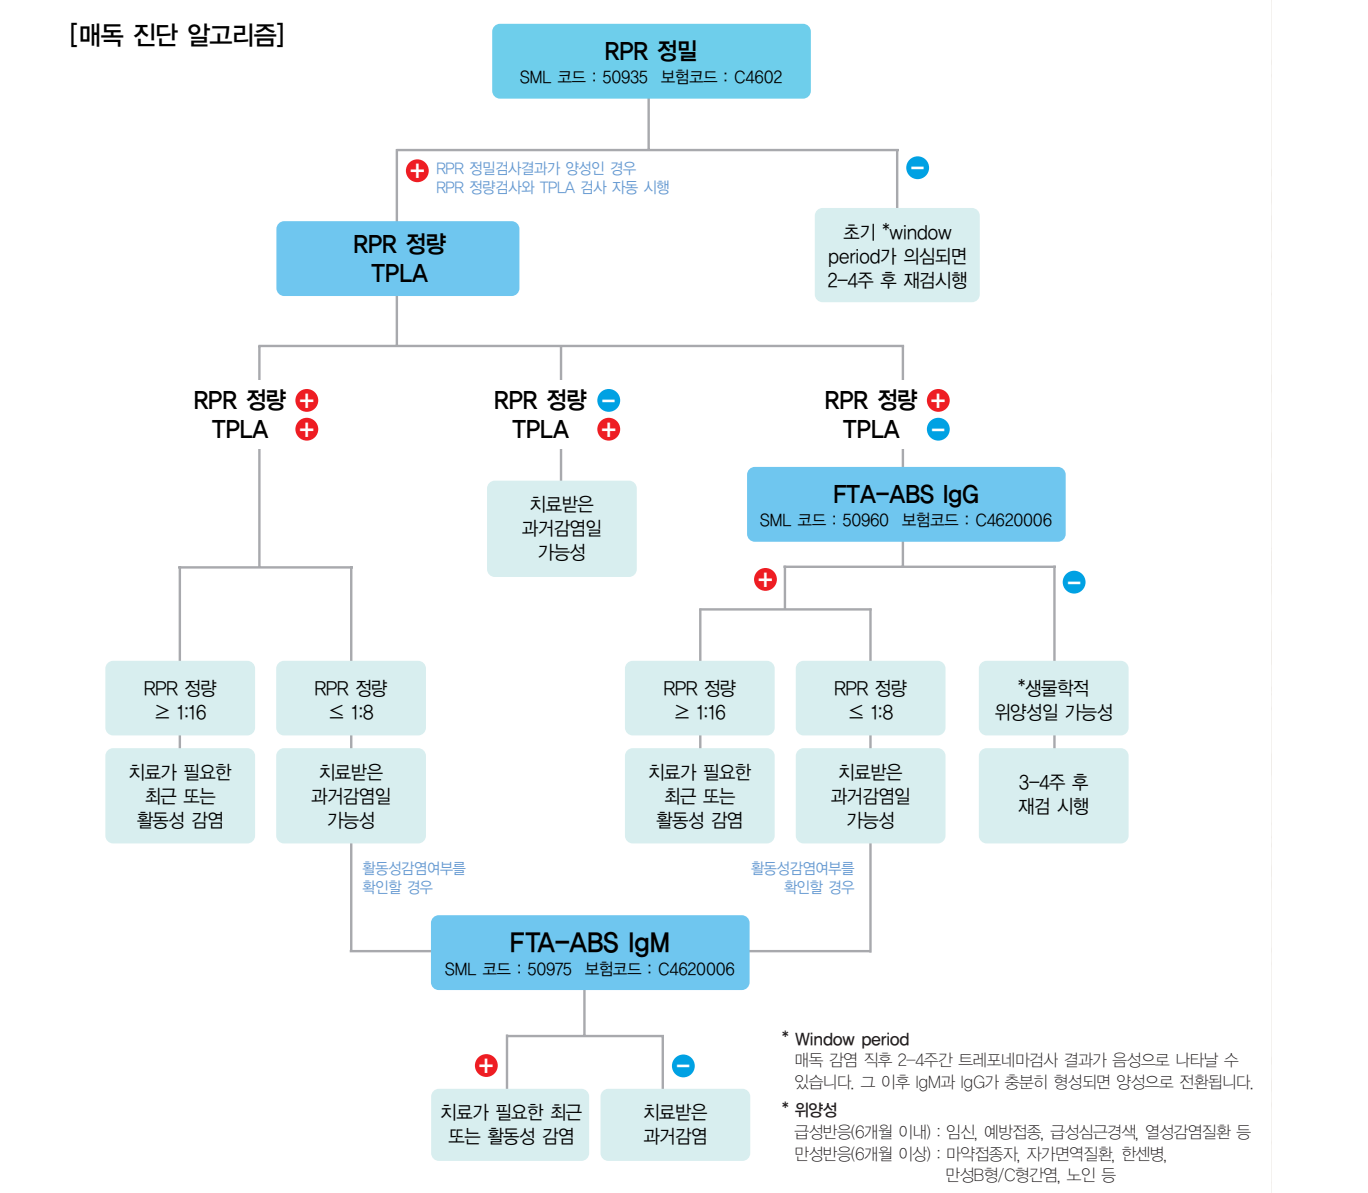 [매독 진단 알고리즘]
RPR 정밀
SML 코드 : 50935 보험코드 : C4602
RPR 정밀검사결과가 양성인 경우
RPR 정량검사와 TPLA 검사 자동 시행
RPR 정량
TPLA
초기 *window
period가 의심되면
2-4주 후 재검시행
RPR 정량
TPLA
RPR 정량
TPLA
RPR 정량
TPLA
치료받은
과거감염일
가능성
FTA-ABS IgG
SML 코드 : 50960 보험코드 : C4620006
RPR 정량
≥ 1:16
RPR 정량
≤ 1:8
RPR 정량
≥ 1:16
RPR 정량
≤ 1:8
*생물학적
위양성일 가능성
치료가 필요한
최근 또는
활동성 감염
치료받은
과거감염일
가능성
치료가 필요한
최근 또는
활동성 감염
치료받은
과거감염일
가능성
3-4주 후
재검 시행
활동성감염여부를
확인할 경우
활동성감염여부를
확인할 경우
FTA-ABS IgM
SML 코드 : 50975 보험코드 : C4620006
치료가 필요한 최근
또는 활동성 감염
치료받은
과거감염
* Window period
매독 감염 직후 2-4주간 트레포네마검사 결과가 음성으로 나타날 수
있습니다. 그 이후 IgM과 IgG가 충분히 형성되면 양성으로 전환됩니다.
* 위양성
급성반응(6개월 이내) : 임신, 예방접종, 급성심근경색, 열성감염질환 등
만성반응(6개월 이상) : 마약접종자, 자가면역질환, 한센병,
만성B형/C형간염, 노인 등